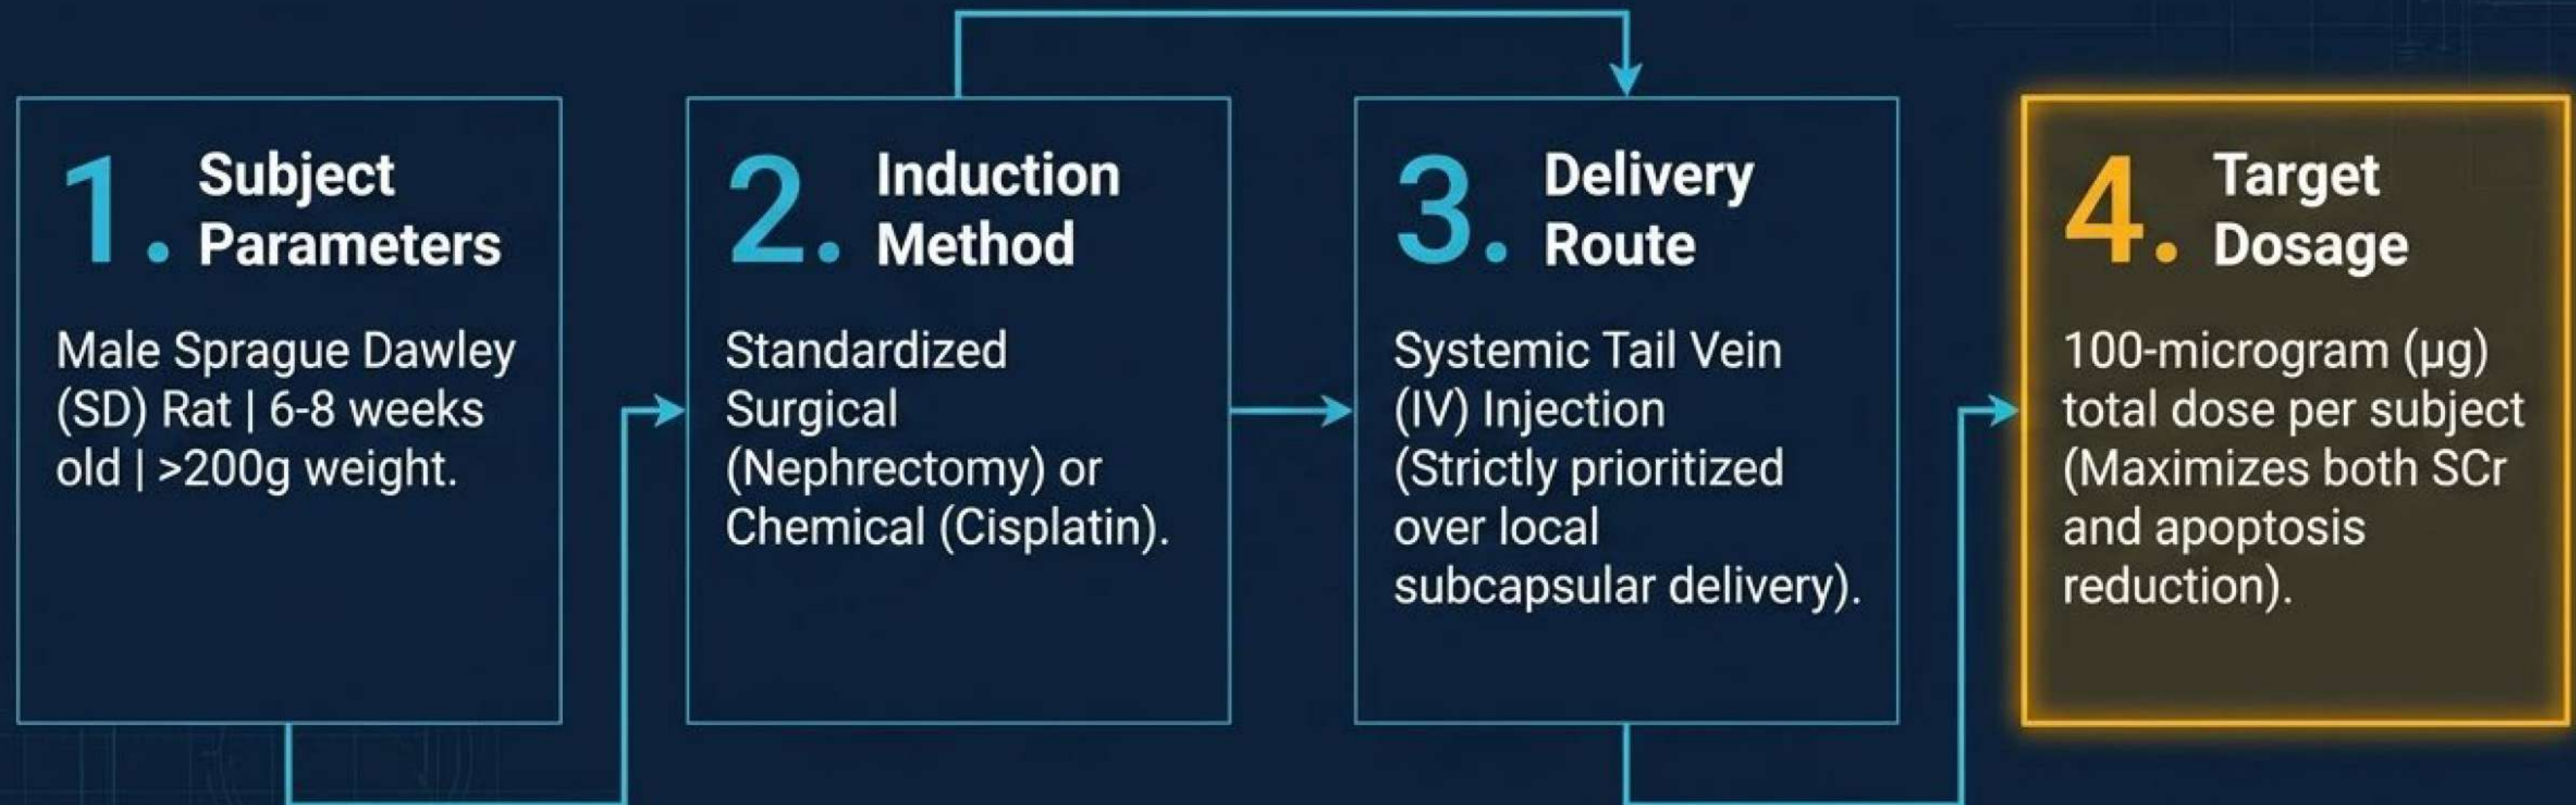 1. Subject
Parameters
Male Sprague Dawley
(SD) Rat | 6-8 weeks
old | >200g weight.
2. Induction
Method
Standardized
Surgical
(Nephrectomy) or
Chemical (Cisplatin).
3. Delivery
Route
Systemic Tail Vein
(IV) Injection
(Strictly prioritized
over local
subcapsular delivery).
4. Target
Dosage
100-microgram (µg)
total dose per subject
(Maximizes both SCr
and apoptosis
reduction).